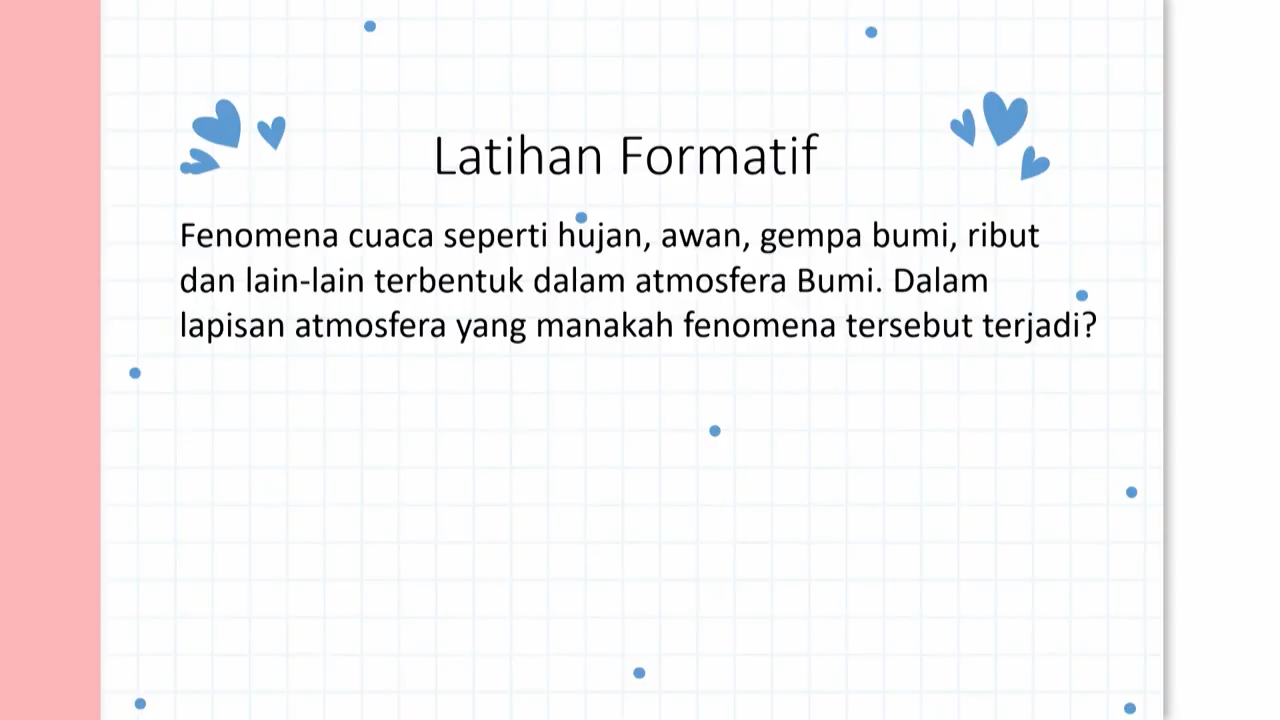 Latihan Formatif
Fenomena cuaca seperti hujan, awan, gempa bumi, ribut
dan lain-lain terbentuk dalam atmosfera Bumi. Dalam
lapisan atmosfera yang manakah fenomena tersebut terjadi?